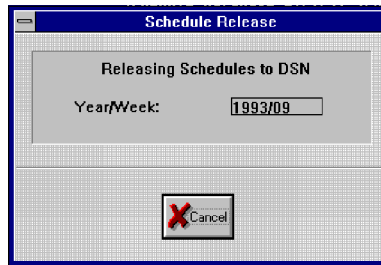 Schedule Release
Releasing Schedules to DSN
Year/Week: 1993/09
Cancel